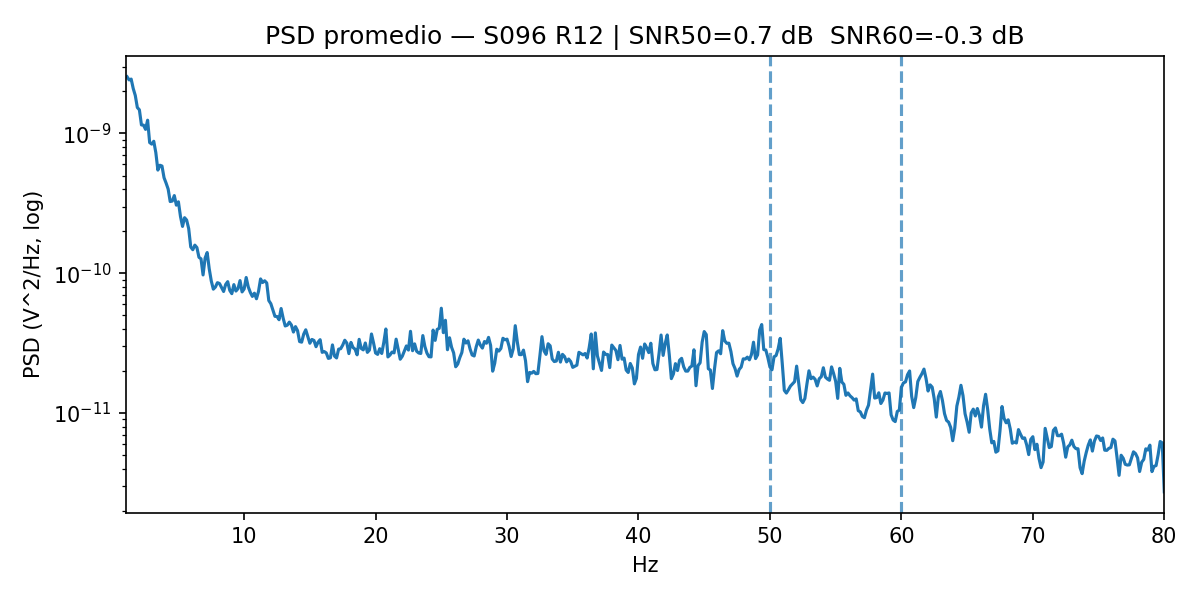 PSD promedio — S096 R12 | SNR50=0.7 dB  SNR60=-0.3 dB
PSD (V^2/Hz, log)
10⁻⁹
10⁻¹⁰
10⁻¹¹
10 20 30 40 50 60 70 80
Hz